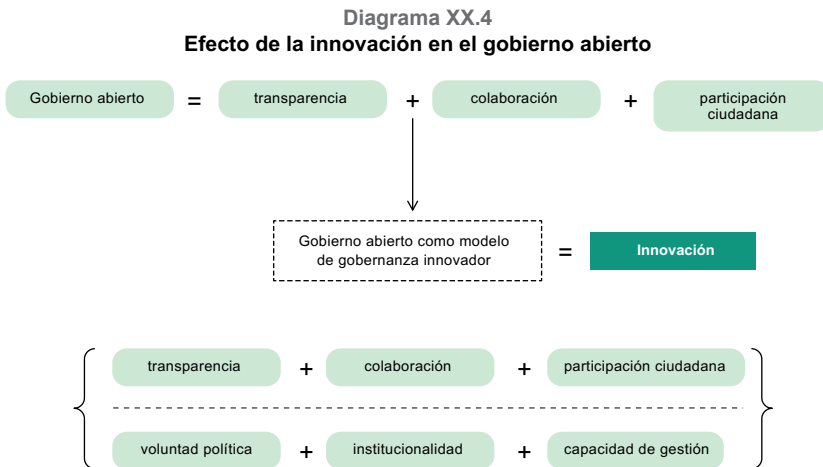 Diagrama XX.4
Efecto de la innovación en el gobierno abierto
Gobierno abierto = transparencia + colaboración + participación
ciudadana
Gobierno abierto como modelo
de gobernanza innovador
= Innovación
transparencia + colaboración + participación ciudadana
voluntad política + institucionalidad + capacidad de gestión